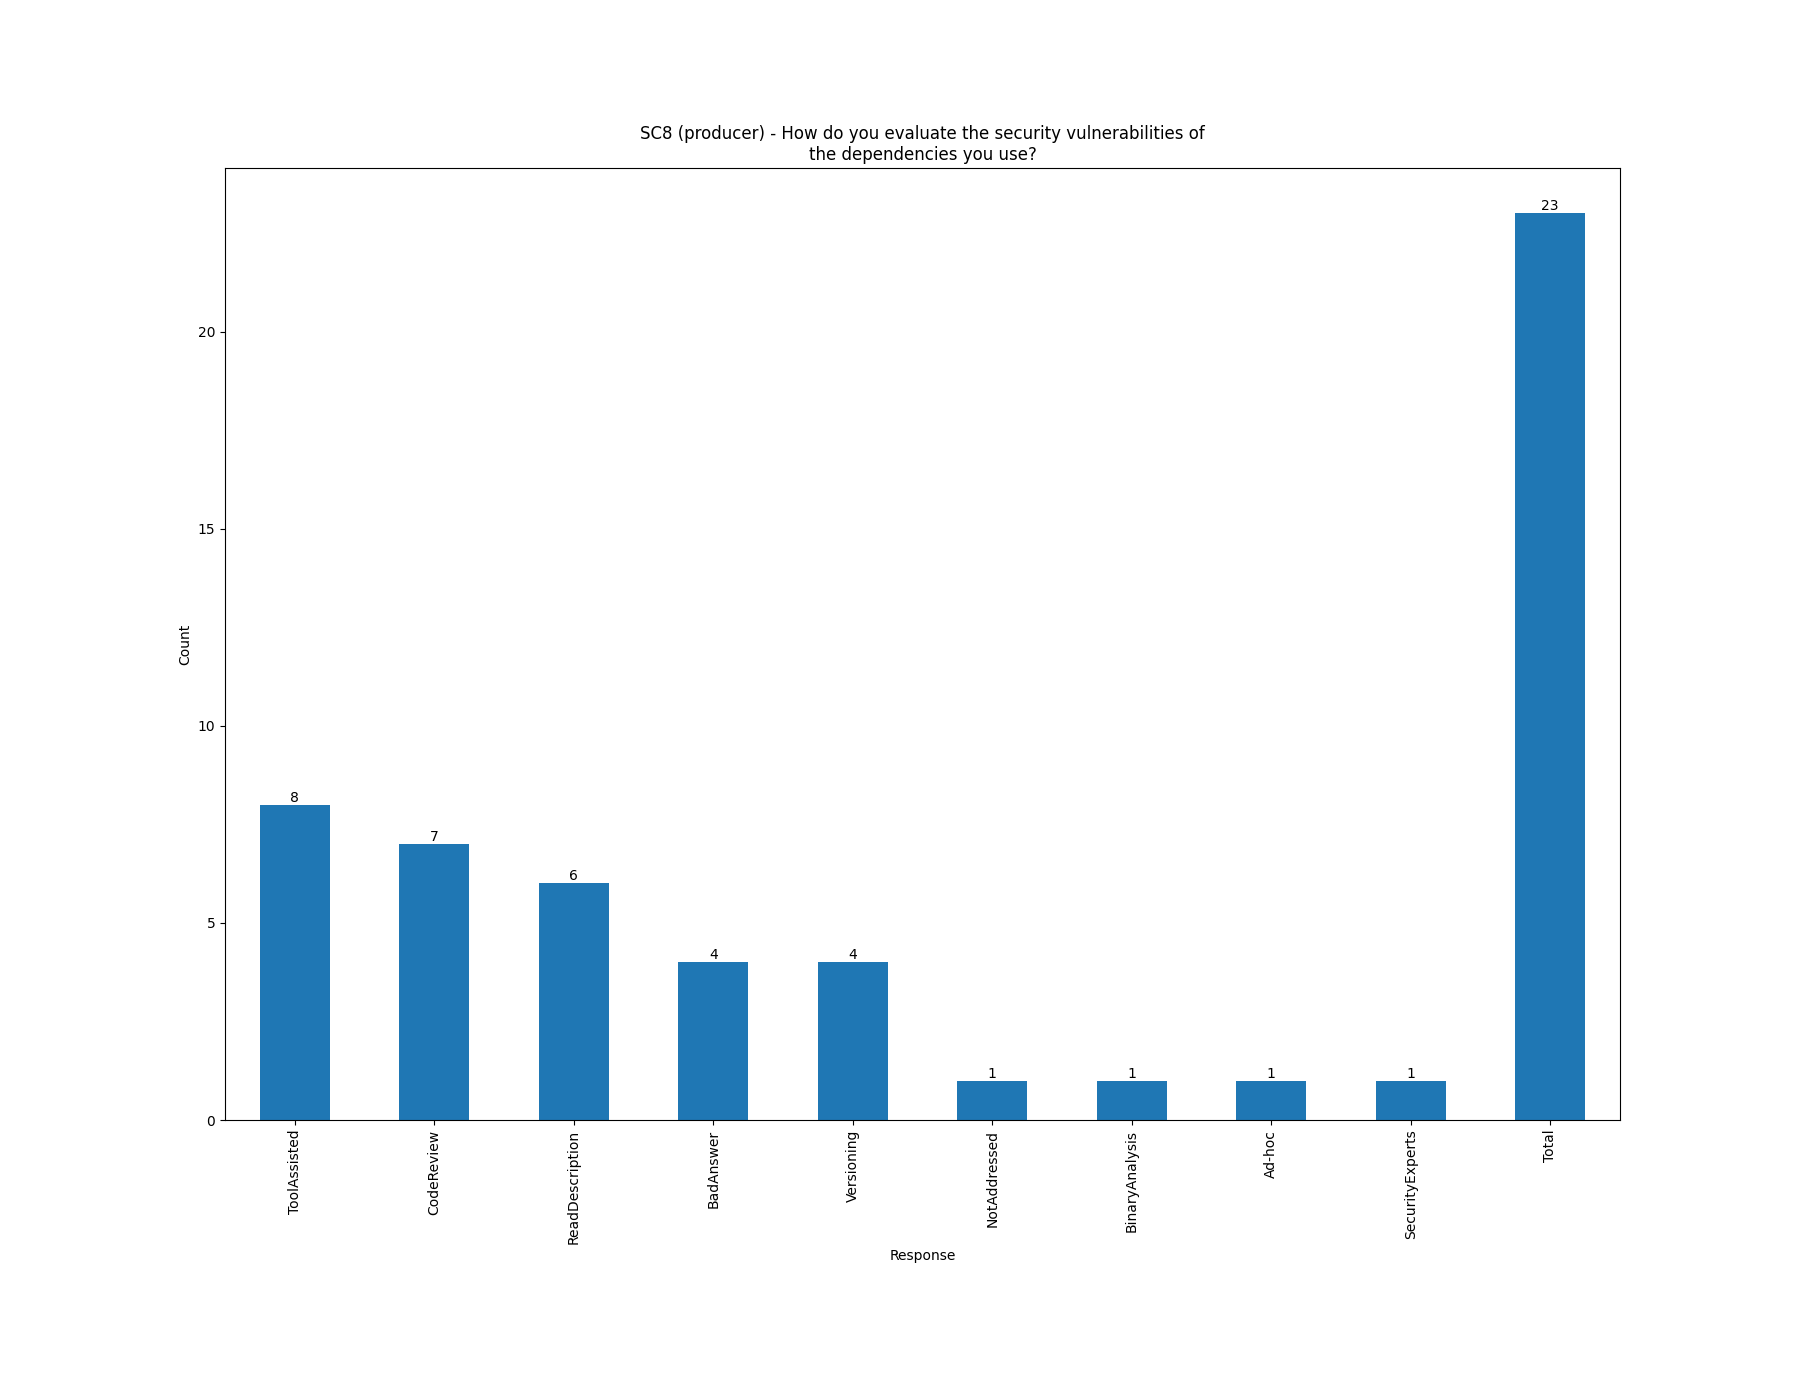 SC8 (producer) - How do you evaluate the security vulnerabilities of
the dependencies you use?
Count
20
15
10
5
0
8
7
6
4
4
1
1
1
1
23
ToolAssisted
CodeReview
ReadDescription
BadAnswer
Versioning
NotAddressed
BinaryAnalysis
Ad-hoc
SecurityExperts
Total
Response